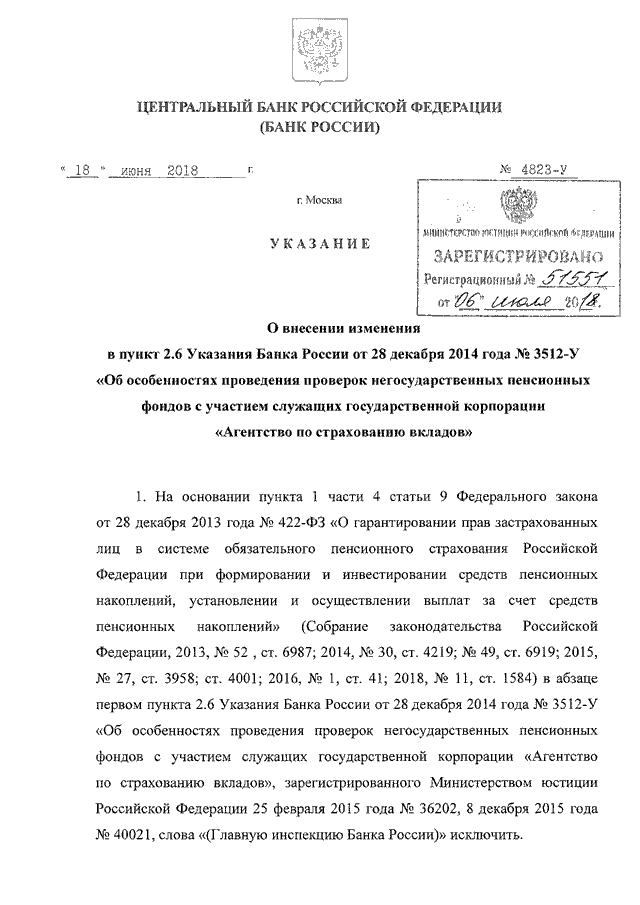 ЦЕНТРАЛЬНЫЙ БАНК РОССИЙСКОЙ ФЕДЕРАЦИИ
(БАНК РОССИИ)
« 18 » июня 2018 г.
№ 4823-У
г. Москва
МИНИСТЕРСТВО ЮСТИЦИИ РОССИЙСКОЙ ФЕДЕРАЦИИ
ЗАРЕГИСТРИРОВАНО
Регистрационный № 51551
от "06" июля 2018.
УКАЗАНИЕ
О внесении изменения
в пункт 2.6 Указания Банка России от 28 декабря 2014 года № 3512-У
«Об особенностях проведения проверок негосударственных пенсионных
фондов с участием служащих государственной корпорации
«Агентство по страхованию вкладов»
1. На основании пункта 1 части 4 статьи 9 Федерального закона
от 28 декабря 2013 года № 422-ФЗ «О гарантировании прав застрахованных
лиц в системе обязательного пенсионного страхования Российской
Федерации при формировании и инвестировании средств пенсионных
накоплений, установлении и осуществлении выплат за счет средств
пенсионных накоплений» (Собрание законодательства Российской
Федерации, 2013, № 52 , ст. 6987; 2014, № 30, ст. 4219; № 49, ст. 6919; 2015,
№ 27, ст. 3958; ст. 4001; 2016, № 1, ст. 41; 2018, № 11, ст. 1584) в абзаце
первом пункта 2.6 Указания Банка России от 28 декабря 2014 года № 3512-У
«Об особенностях проведения проверок негосударственных пенсионных
фондов с участием служащих государственной корпорации «Агентство
по страхованию вкладов», зарегистрированного Министерством юстиции
Российской Федерации 25 февраля 2015 года № 36202, 8 декабря 2015 года
№ 40021, слова «(Главную инспекцию Банка России)» исключить.